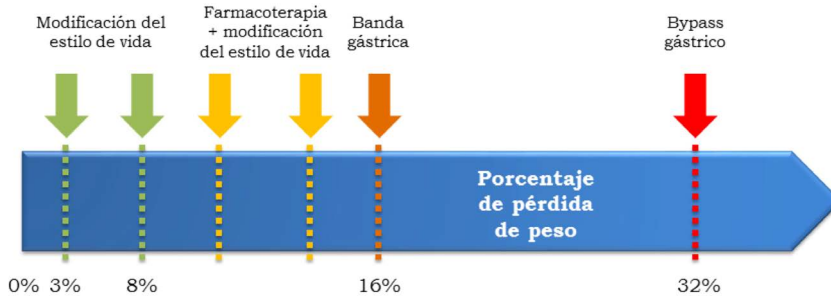 Modificación del
estilo de vida
Farmacoterapia
+ modificación
del estilo de vida
Banda
gástrica
Bypass
gástrico
Porcentaje
de pérdida
de peso
0% 3% 8% 16% 32%